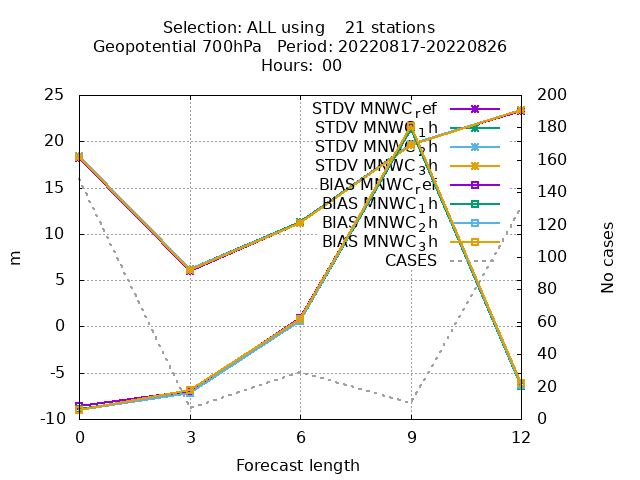 Selection: ALL using    21 stations
Geopotential 700hPa   Period: 20220817-20220826
Hours: 00
25
20
15
10
5
0
-5
-10
m
200
180
160
140
120
100
80
60
40
20
0
No cases
STDV MNWCref
STDV MNWC1h
STDV MNWC2h
STDV MNWC3h
BIAS MNWCref
BIAS MNWC1h
BIAS MNWC2h
BIAS MNWC3h
CASES
0 3 6 9 12
Forecast length